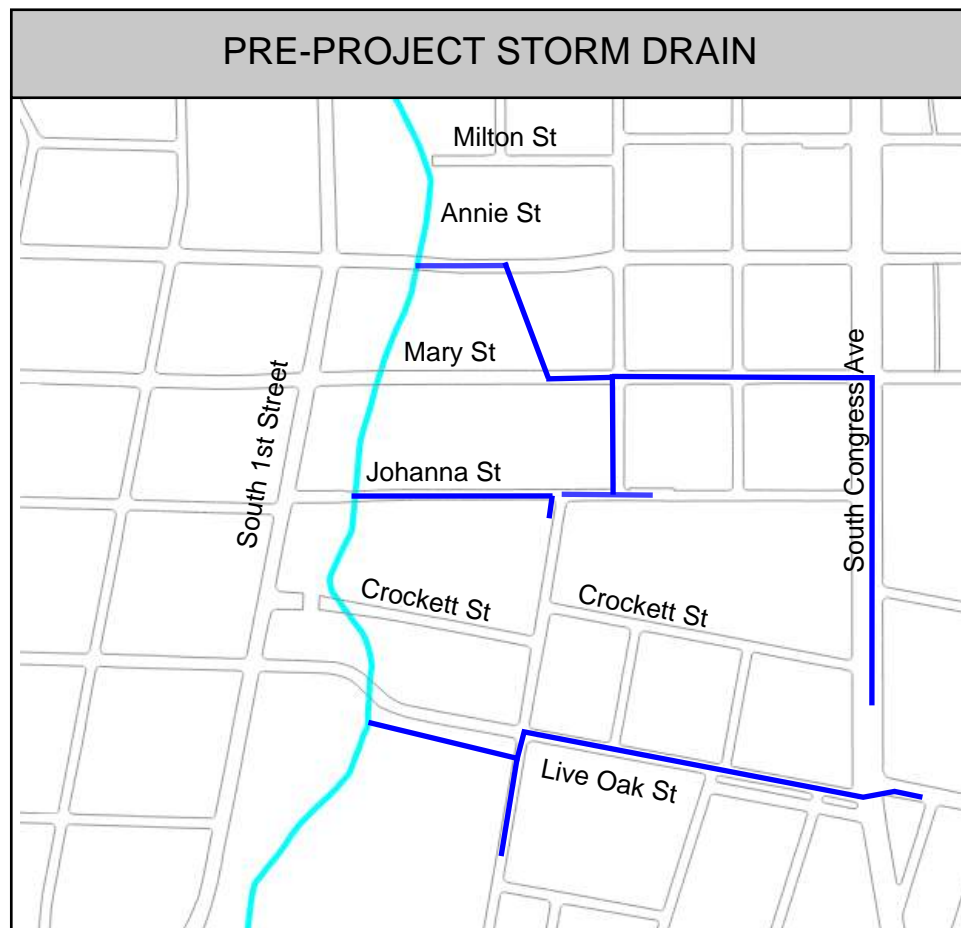 PRE-PROJECT STORM DRAIN
Milton St
Annie St
Mary St
South 1st Street
South Congress Ave
Johanna St
Crockett St
Crockett St
Live Oak St